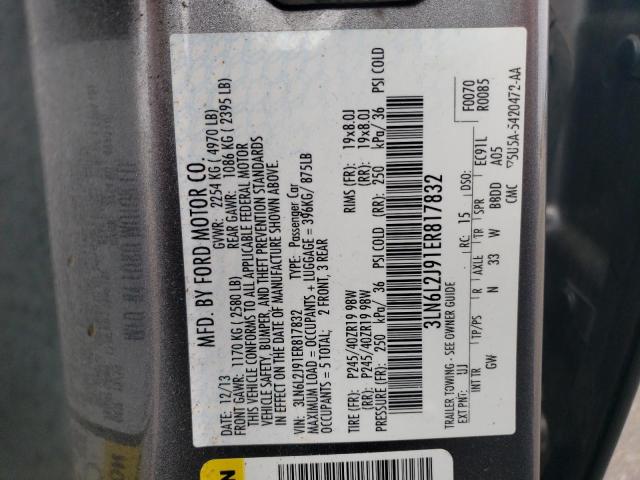 MFD. BY FORD MOTOR CO.
DATE: 12/13 GVWR: 2254 KG ( 4970 LB)
FRONT GAWR: 1170 KG ( 2580 LB) REAR GAWR: 1086 KG ( 2395 LB)
THIS VEHICLE CONFORMS TO ALL APPLICABLE FEDERAL MOTOR
VEHICLE SAFETY, BUMPER, AND THEFT PREVENTION STANDARDS
IN EFFECT ON THE DATE OF MANUFACTURE SHOWN ABOVE.
VIN: 3LN6L2J91ER817832 TYPE: Passenger Car
MAXIMUM LOAD = OCCUPANTS + LUGGAGE = 396KG/ 875LB
OCCUPANTS = 5 TOTAL: 2 FRONT, 3 REAR
TIRE (FR): P245/40ZR19 98W RIMS (FR): 19x8.0J
(RR): P245/40ZR19 98W (RR): 19x8.0J
PRESSURE (FR): 250 kPa/ 36 PSI COLD (RR): 250 kPa/ 36 PSI COLD
3LN6L2J91ER817832
TRAILER TOWING - SEE OWNER GUIDE
EXT PNT: UJ RC: 15 DSO: F0070
R0085
INT TR TP/PS R AXLE TR SPR EC91L
GW N 33 W BBDD A05
CMC
75U5A-5420472-AA